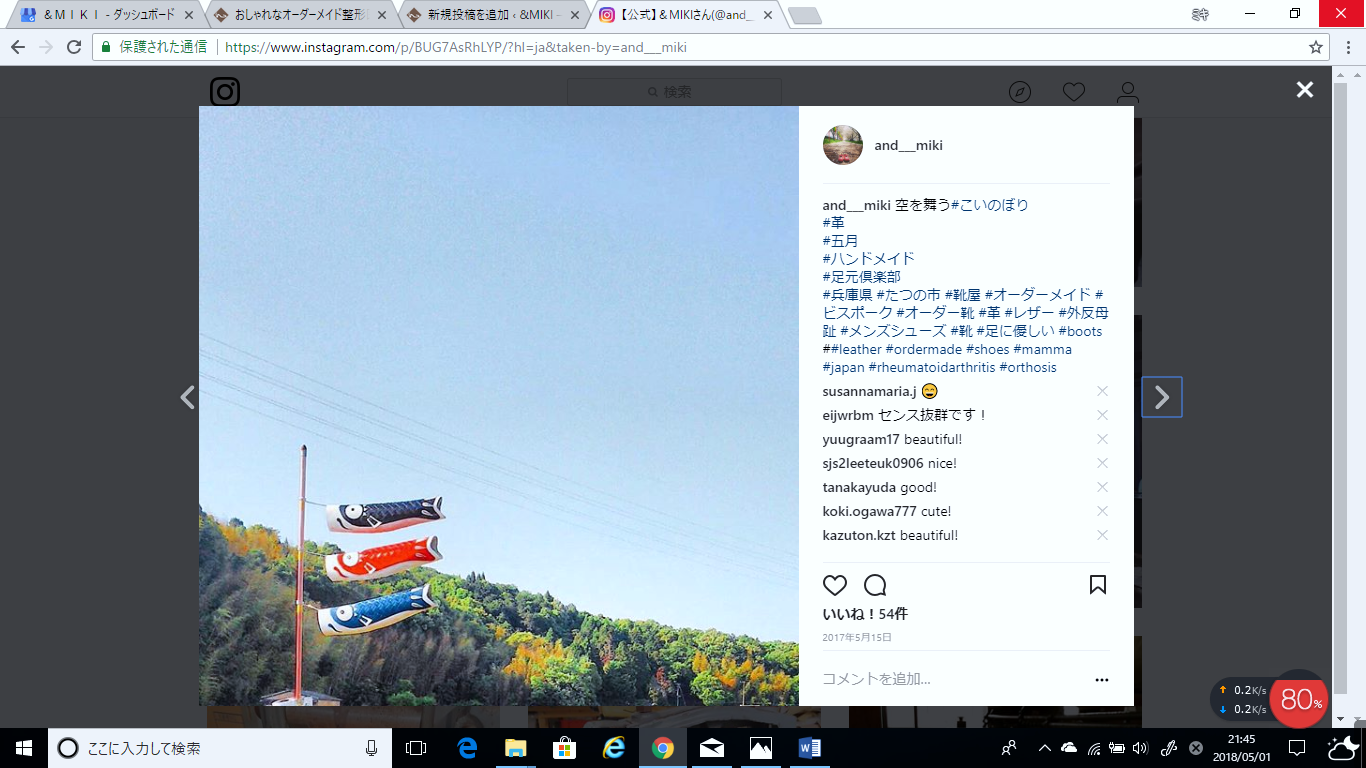 & M I K I - ダッシュボード
おしゃれなオーダーメイド整形
新規投稿を追加 ‹ &MIKI –
【公式】& MIKIさん(@and_
ミキ
保護された通信
https://www.instagram.com/p/BUG7AsRhLYP/?hl=ja&taken-by=and___miki
検索
and___miki
and___miki 空を舞う#こいのぼり
#革
#五月
#ハンドメイド
#足元倶楽部
#兵庫県 #たつの市 #靴屋 #オーダーメイド #
ビスポーク #オーダー靴 #革 #レザー #外反母
趾 #メンズシューズ #靴 #足に優しい #boots
##leather #ordermade #shoes #mamma
#japan #rheumatoidarthritis #orthosis
susannamaria.j 😄
eijwrbm センス抜群です！
yuugraam17 beautiful!
sjs2leeteuk0906 nice!
tanakayuda good!
koki.ogawa777 cute!
kazuton.kzt beautiful!
いいね！54件
2017年5月15日
コメントを追加...
0.2K/s
0.2K/s
80%
ここに入力して検索
21:45
2018/05/01